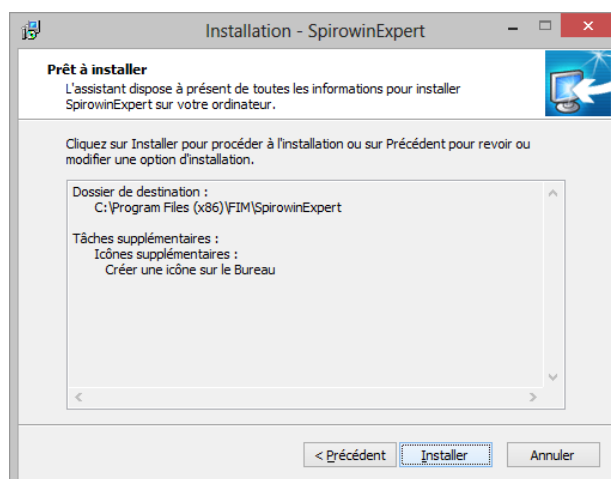 Installation - SpirowinExpert
Prêt à installer
L'assistant dispose à présent de toutes les informations pour installer
SpirowinExpert sur votre ordinateur.
Cliquez sur Installer pour procéder à l'installation ou sur Précédent pour revoir ou
modifier une option d'installation.
Dossier de destination :
C:\Program Files (x86)\FIM\SpirowinExpert
Tâches supplémentaires :
Icônes supplémentaires :
Créer une icône sur le Bureau
< Précédent
Installer
Annuler